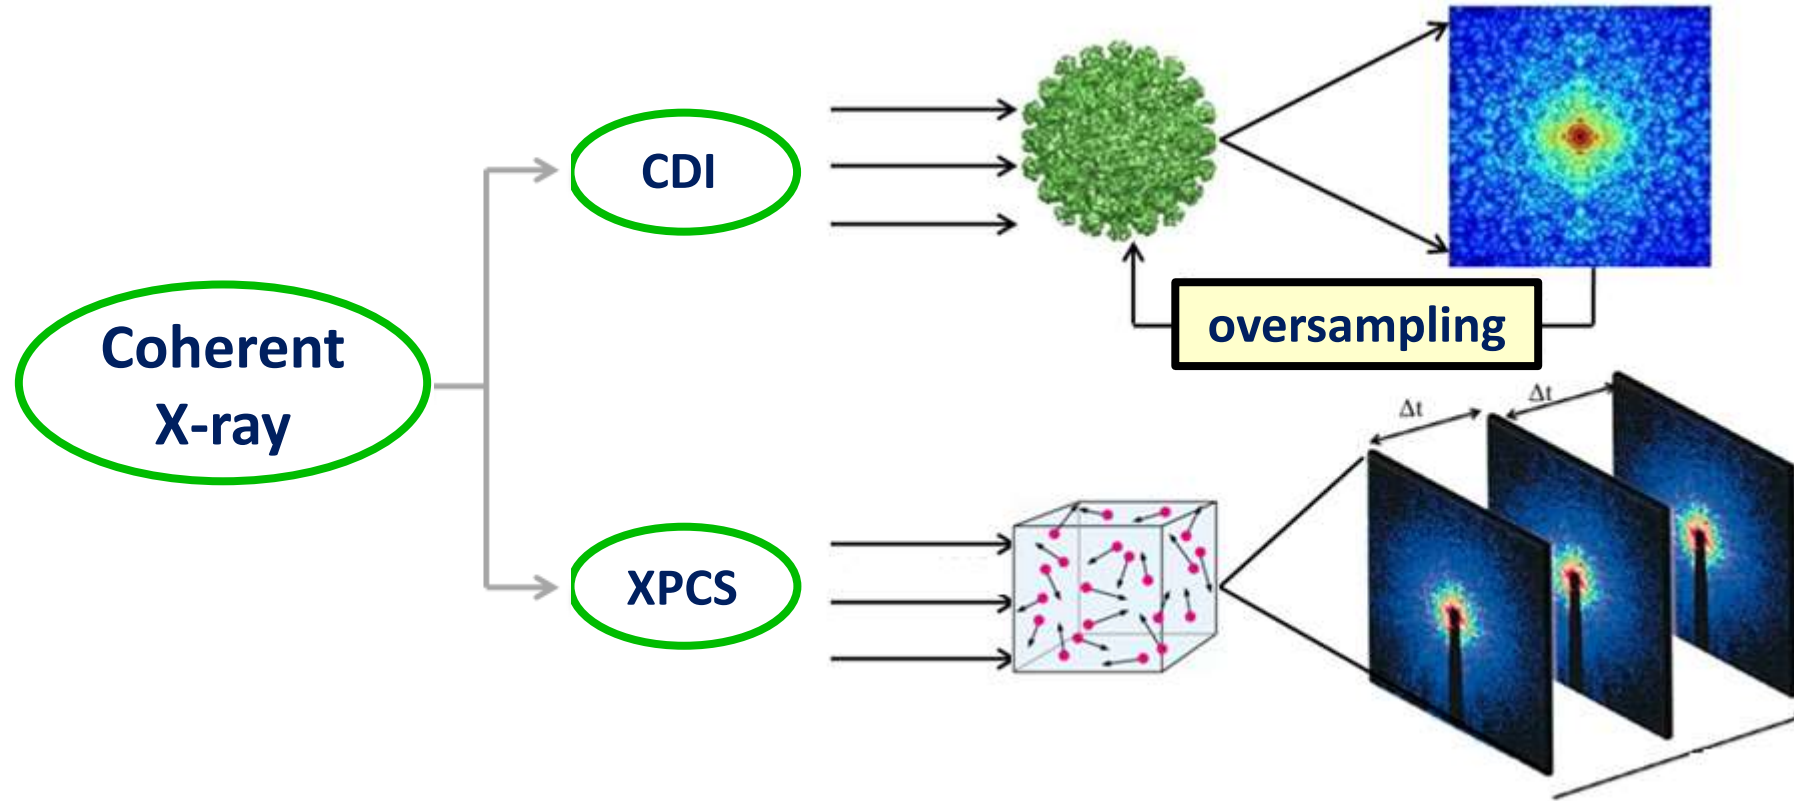 Coherent
X-ray
CDI
oversampling
XPCS
Δt
Δt